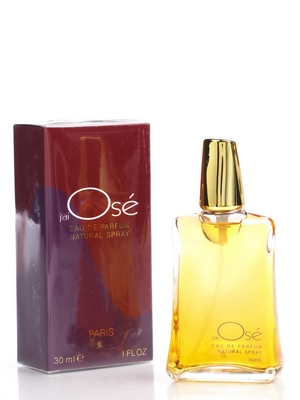 j'ai Osé
EAU DE PARFUM
NATURAL SPRAY
PARIS
30 ml e 1 FL OZ
j'ai Osé
EAU DE PARFUM
NATURAL SPRAY
PARIS